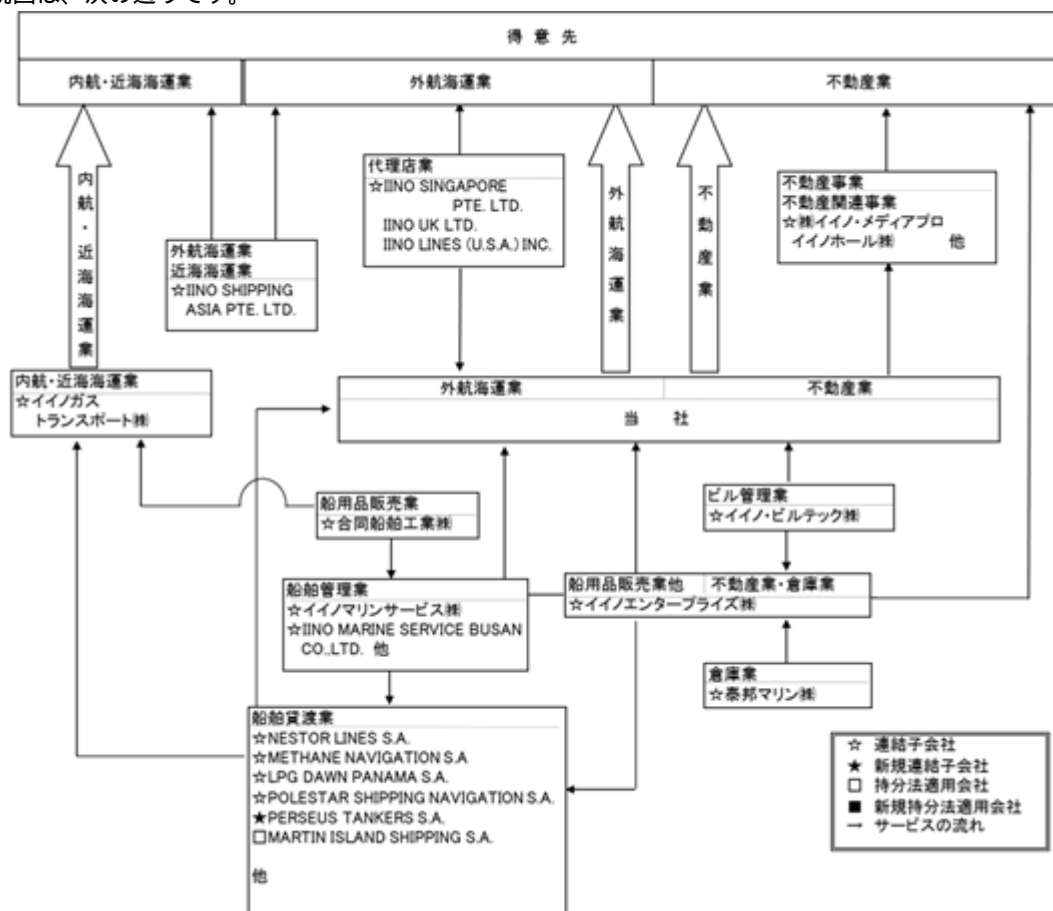 得 意 先
内航・近海海運業
外航海運業
不動産業
内航・近海海運業
外航海運業
近海海運業
☆IINO SHIPPING
ASIA PTE. LTD.
代理店業
☆IINO SINGAPORE
PTE. LTD.
IINO UK LTD.
IINO LINES (U.S.A.) INC.
外航海運業
不動産業
不動産事業
不動産関連事業
☆㈱イイノ・メディアプロ
イイノホール㈱ 他
内航・近海海運業
☆イイノガス
トランスポート㈱
外航海運業
不動産業
当 社
船用品販売業
☆合同船舶工業㈱
ビル管理業
☆イイノ・ビルテック㈱
船舶管理業
☆イイノマリンサービス㈱
☆IINO MARINE SERVICE BUSAN
CO.,LTD. 他
船用品販売業他
不動産業・倉庫業
☆イイノエンタープライズ㈱
倉庫業
☆泰邦マリン㈱
船舶貸渡業
☆NESTOR LINES S.A.
☆METHANE NAVIGATION S.A
☆LPG DAWN PANAMA S.A.
☆POLESTAR SHIPPING NAVIGATION S.A.
★PERSEUS TANKERS S.A.
□MARTIN ISLAND SHIPPING S.A.
他
☆ 連結子会社
★ 新規連結子会社
□ 持分法適用会社
■ 新規持分法適用会社
→ サービスの流れ